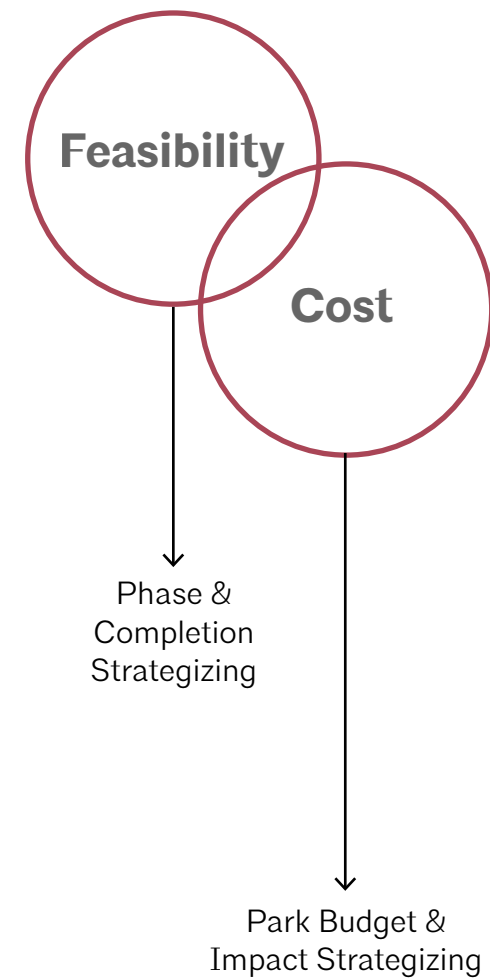 Feasibility
Cost
Phase &
Completion
Strategizing
Park Budget &
Impact Strategizing